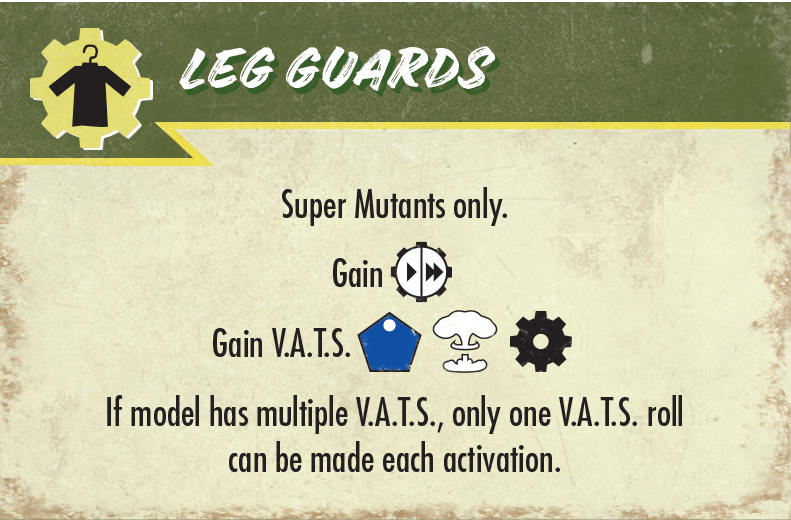 LEG GUARDS
Super Mutants only.
Gain
Gain V.A.T.S.
If model has multiple V.A.T.S., only one V.A.T.S. roll
can be made each activation.